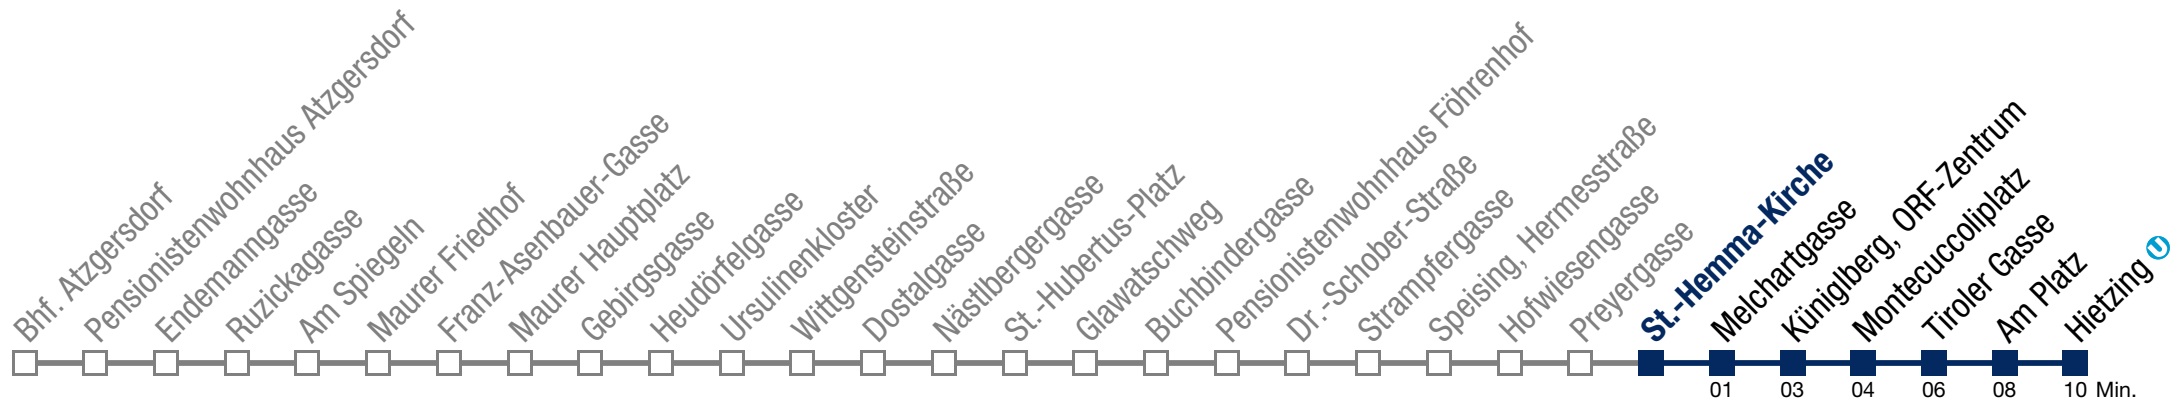 Bhf. Atzgersdorf
Pensionistenwohnhaus Atzgersdorf
Endemanngasse
Ruzickagasse
Am Spiegeln
Maurer Friedhof
Franz-Asenbauer-Gasse
Maurer Hauptplatz
Gebirgsgasse
Heudörfelgasse
Ursulinenkloster
Wittgensteinstraße
Dostalgasse
Nästlbergergasse
St.-Hubertus-Platz
Glawatschweg
Buchbindergasse
Pensionistenwohnhaus Föhrenhof
Dr.-Schober-Straße
Strampfergasse
Speising, Hermesstraße
Hofwiesengasse
Preyergasse
St.-Hemma-Kirche
Melchartgasse
Küniglberg, ORF-Zentrum
Montecuccoliplatz
Tiroler Gasse
Am Platz
Hietzing U
01 03 04 06 08 10 Min.